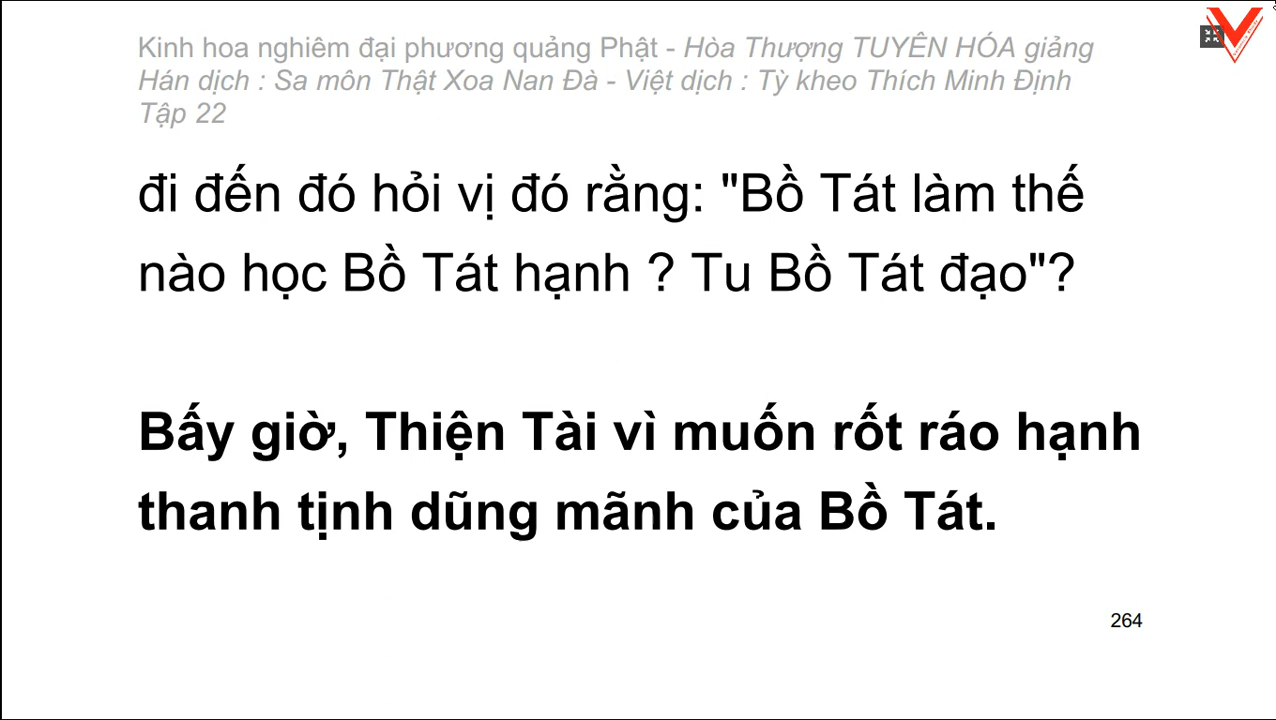 Kinh hoa nghiêm đại phương quảng Phật - Hòa Thượng TUYÊN HÓA giảng
Hán dịch : Sa môn Thật Xoa Nan Đà - Việt dịch : Tỳ kheo Thích Minh Định
Tập 22
đi đến đó hỏi vị đó rằng: "Bồ Tát làm thế
nào học Bồ Tát hạnh ? Tu Bồ Tát đạo"?
Bấy giờ, Thiện Tài vì muốn rốt ráo hạnh
thanh tịnh dũng mãnh của Bồ Tát.
264